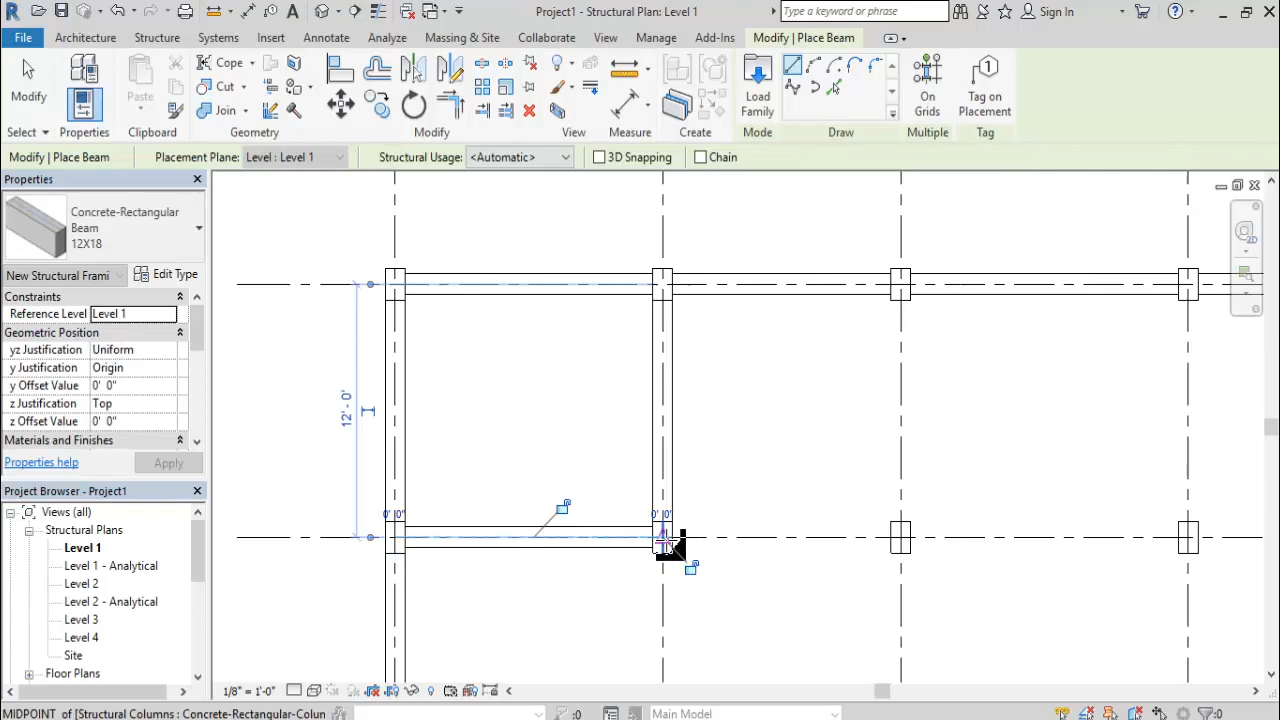 Project1 - Structural Plan: Level 1
Type a keyword or phrase
Sign In
File Architecture Structure Systems Insert Annotate Analyze Massing & Site Collaborate View Manage Add-Ins Modify | Place Beam
Modify
Select
Properties
Paste
Clipboard
Cope
Cut
Join
Geometry
Modify
View
Measure
Create
Load
Family
Mode
Draw
On
Grids
Multiple
1
Tag on
Placement
Tag
Modify | Place Beam Placement Plane: Level : Level 1 Structural Usage: <Automatic> 3D Snapping Chain
Properties
Concrete-Rectangular
Beam
12X18
New Structural Frami Edit Type
Constraints
Reference Level Level 1
Geometric Position
yz Justification Uniform
y Justification Origin
y Offset Value 0' 0"
z Justification Top
z Offset Value 0' 0"
Materials and Finishes
Properties help Apply
Project Browser - Project1
Views (all)
Structural Plans
Level 1
Level 1 - Analytical
Level 2
Level 2 - Analytical
Level 3
Level 4
Site
Floor Plans
12' - 0'
0' 0"
0' 0'
2D
1/8" = 1'-0"
MIDPOINT of [Structural Columns : Concrete-Rectangular-Colun
:0
Main Model
:0